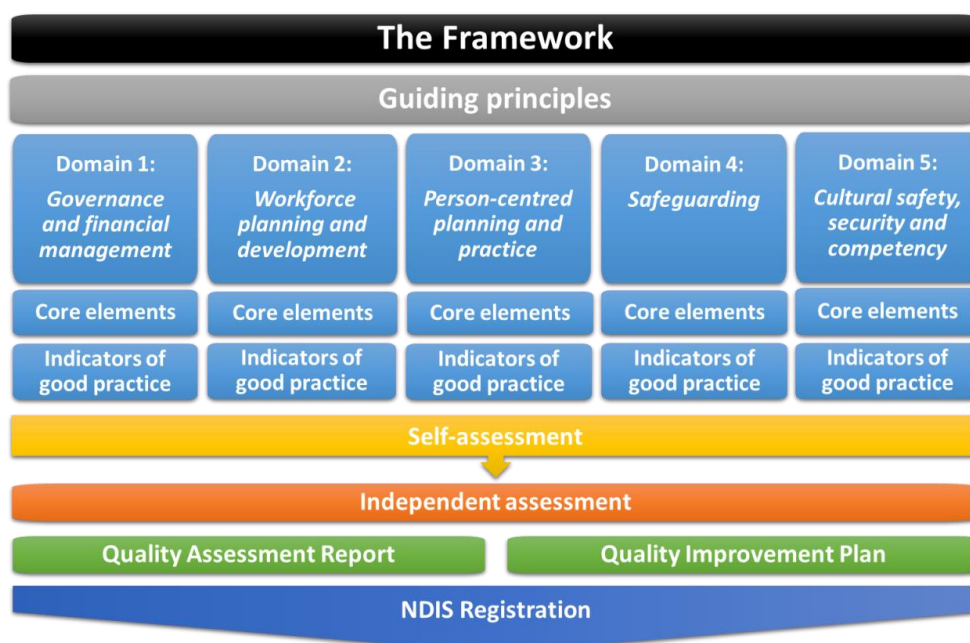 The Framework
Guiding principles
Domain 1:
Governance
and financial
management
Domain 2:
Workforce
planning and
development
Domain 3:
Person-centred
planning and
practice
Domain 4:
Safeguarding
Domain 5:
Cultural safety,
security and
competency
Core elements
Core elements
Core elements
Core elements
Core elements
Indicators of
good practice
Indicators of
good practice
Indicators of
good practice
Indicators of
good practice
Indicators of
good practice
Self-assessment
Independent assessment
Quality Assessment Report
Quality Improvement Plan
NDIS Registration